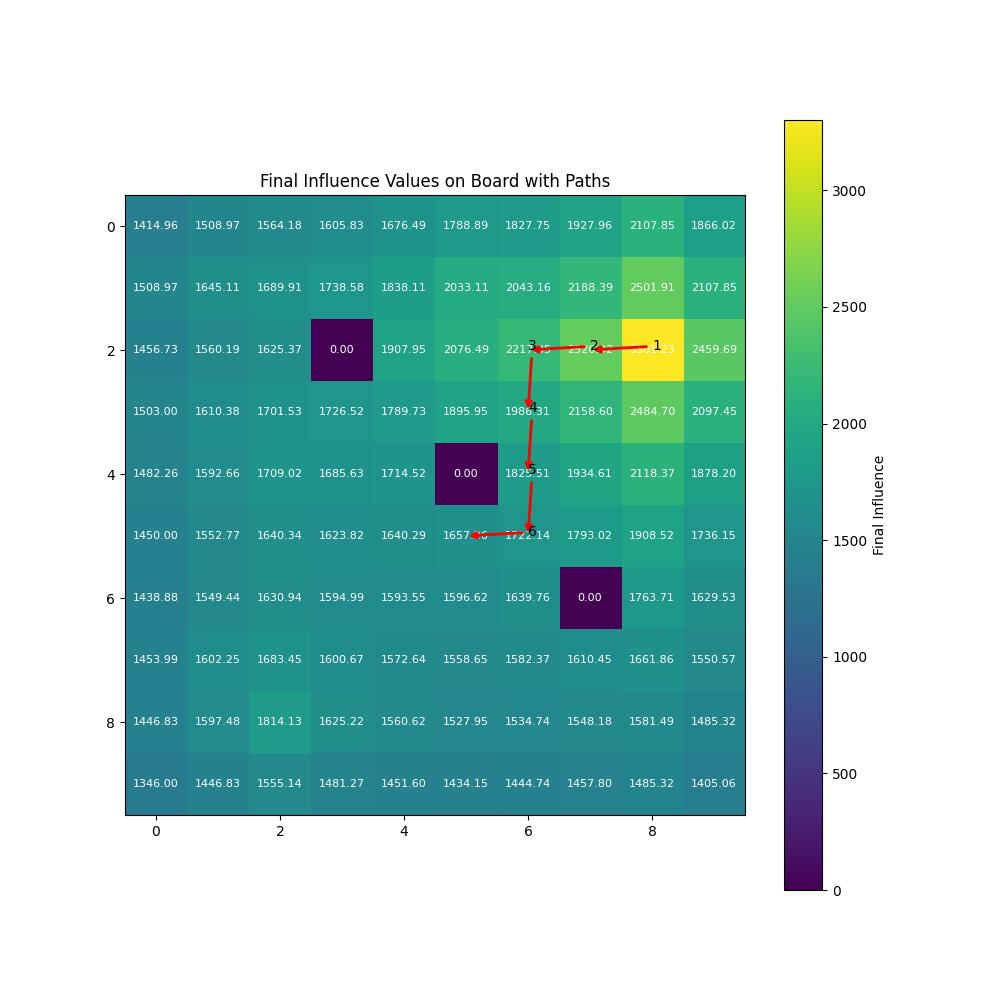 Final Influence Values on Board with Paths
0 1414.96 1508.97 1564.18 1605.83 1676.49 1788.89 1827.75 1927.96 2107.85 1866.02
1508.97 1645.11 1689.91 1738.58 1838.11 2033.11 2043.16 2188.39 2501.91 2107.85
2 1456.73 1560.19 1625.37 0.00 1907.95 2076.49 3 2 1 2459.69
1503.00 1610.38 1701.53 1726.52 1789.73 1895.95 1986.31 4 2158.60 2484.70 2097.45
4 1482.26 1592.66 1709.02 1685.63 1714.52 0.00 5 1934.61 2118.37 1878.20
1450.00 1552.77 1640.34 1623.82 1640.29 6 1793.02 1908.52 1736.15
6 1438.88 1549.44 1630.94 1594.99 1593.55 1596.62 1639.76 0.00 1763.71 1629.53
1453.99 1602.25 1683.45 1600.67 1572.64 1558.65 1582.37 1610.45 1661.86 1550.57
8 1446.83 1597.48 1814.13 1625.22 1560.62 1527.95 1534.74 1548.18 1581.49 1485.32
1346.00 1446.83 1555.14 1481.27 1451.60 1434.15 1444.74 1457.80 1485.32 1405.06
0 2 4 6 8
3000
2500
2000
1500
1000
500
0
Final Influence